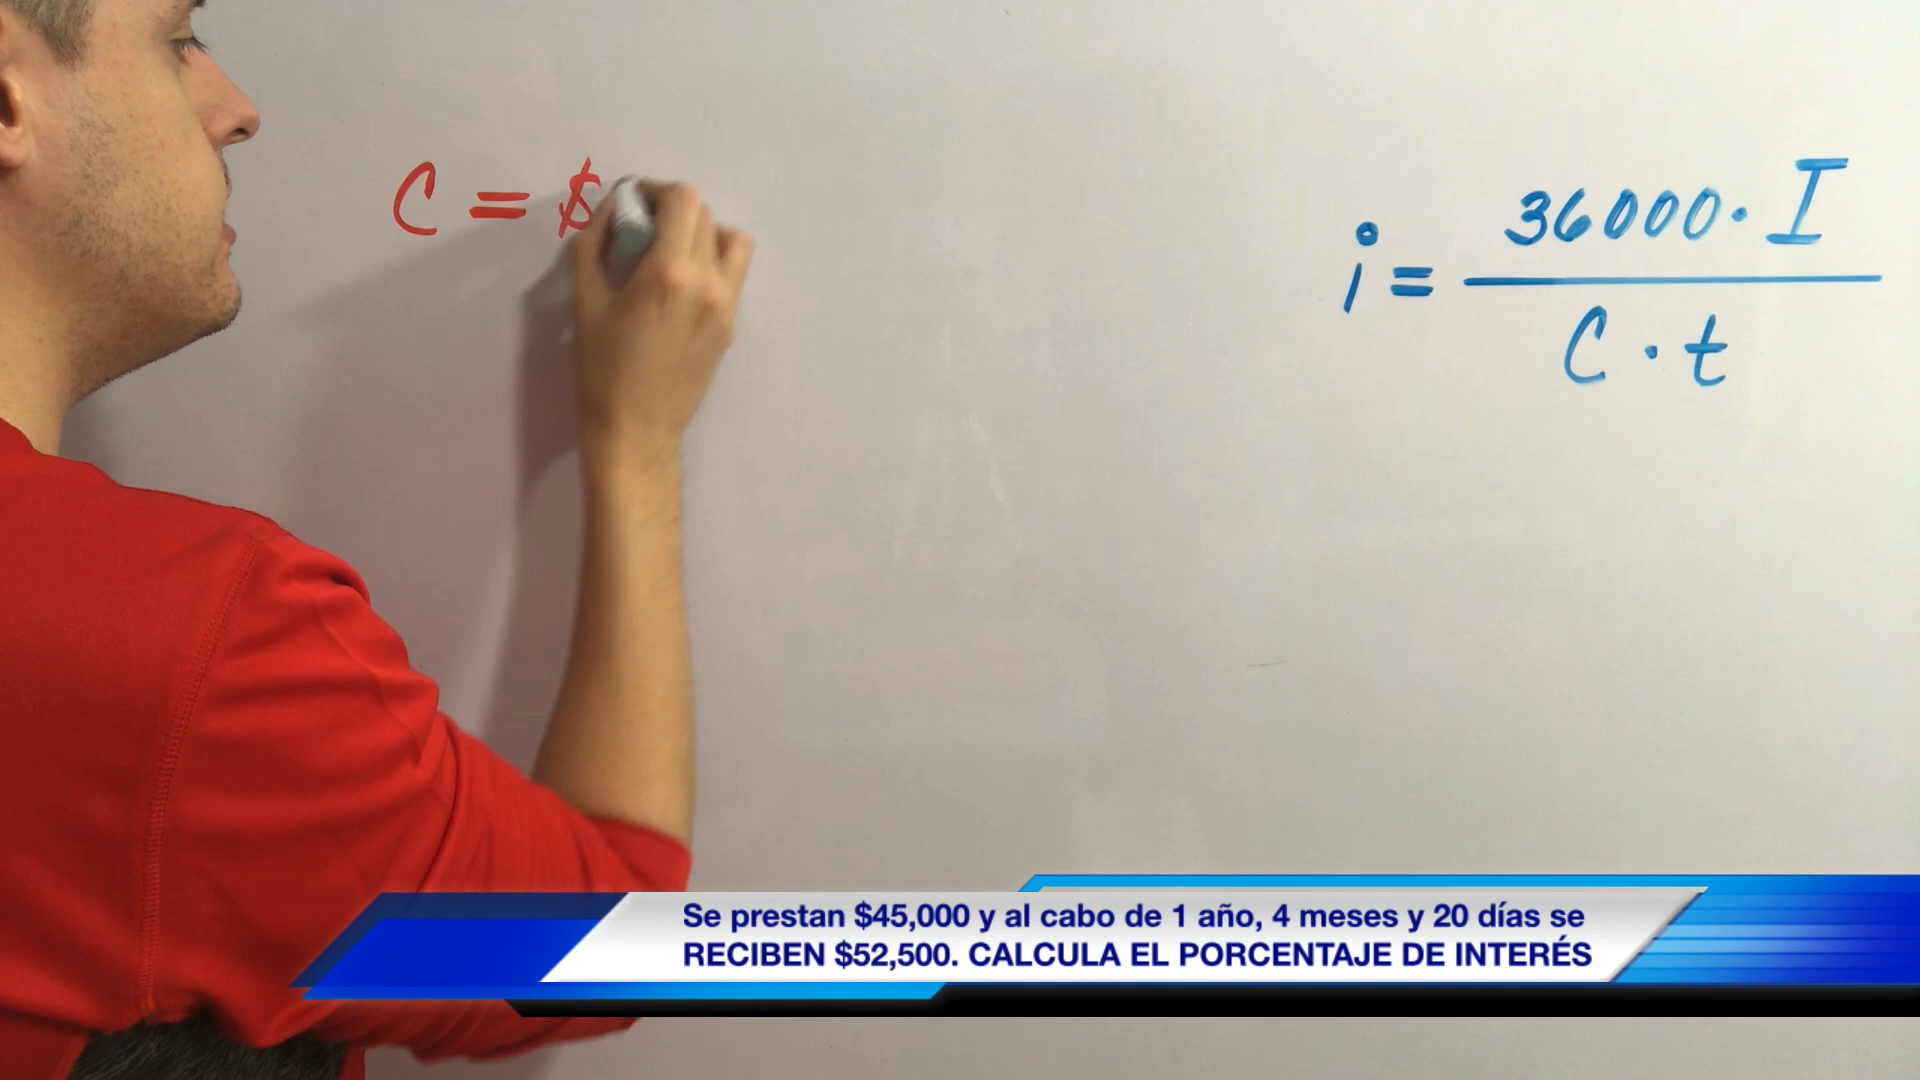 C = $
i = 36000 · I
C · t
Se prestan $45,000 y al cabo de 1 año, 4 meses y 20 días se
RECIBEN $52,500. CALCULA EL PORCENTAJE DE INTERÉS